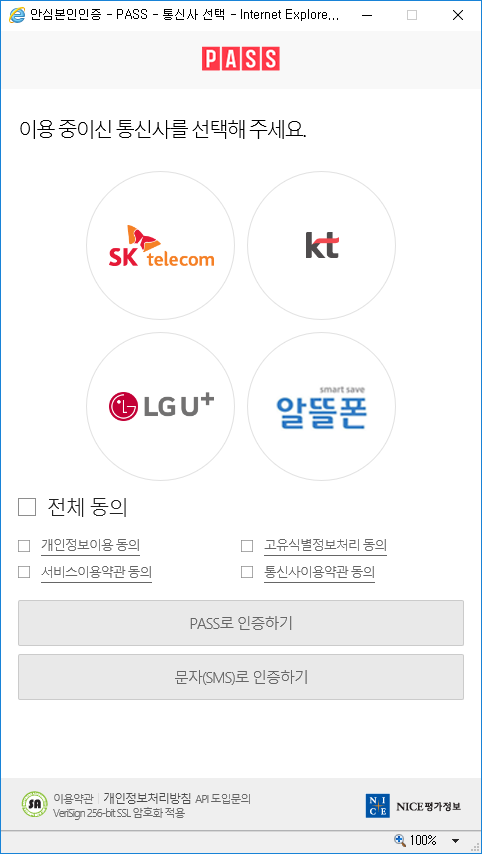 안심본인인증 - PASS - 통신사 선택 - Internet Explore...
PASS
이용 중이신 통신사를 선택해 주세요.
SK telecom
kt
LG U+
smart save
알뜰폰
전체 동의
개인정보이용 동의
고유식별정보처리 동의
서비스이용약관 동의
통신사이용약관 동의
PASS로 인증하기
문자(SMS)로 인증하기
SA
이용약관 | 개인정보처리방침 API 도입문의
VeriSign 256-bit SSL 암호화 적용
NICE
NICE평가정보
100%